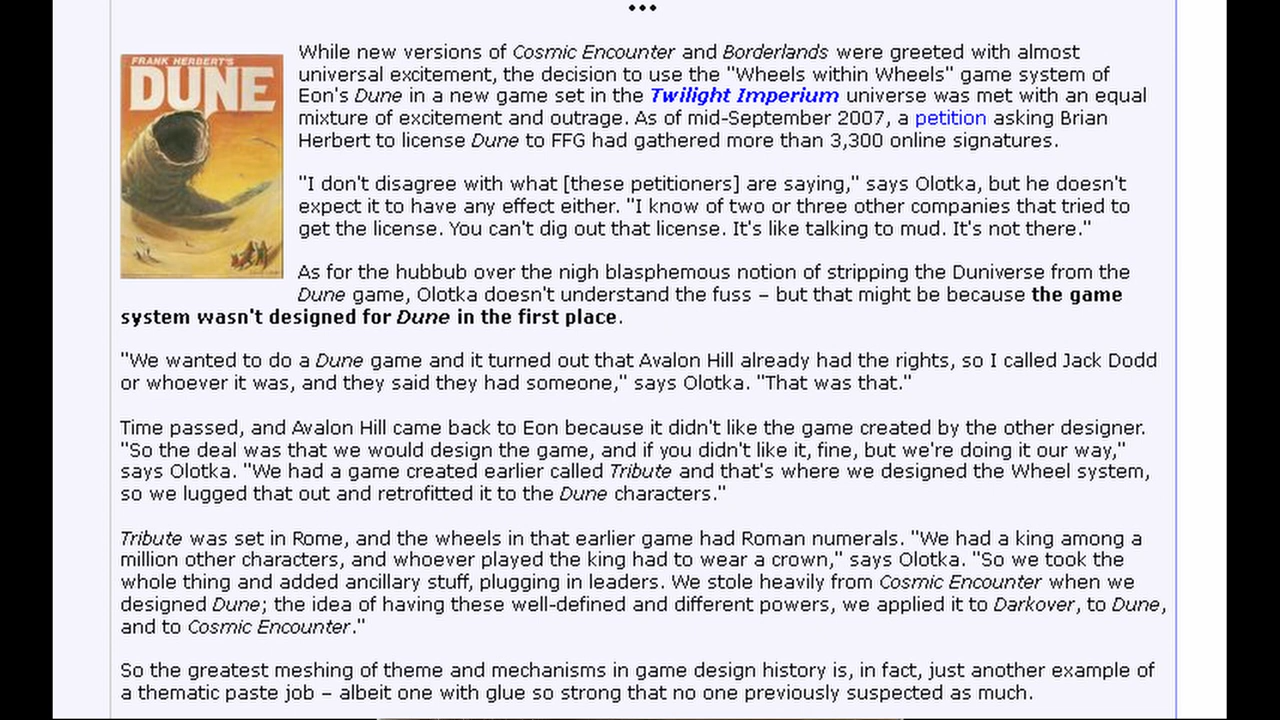 •••
FRANK HERBERT'S
DUNE
While new versions of Cosmic Encounter and Borderlands were greeted with almost
universal excitement, the decision to use the "Wheels within Wheels" game system of
Eon's Dune in a new game set in the Twilight Imperium universe was met with an equal
mixture of excitement and outrage. As of mid-September 2007, a petition asking Brian
Herbert to license Dune to FFG had gathered more than 3,300 online signatures.
"I don't disagree with what [these petitioners] are saying," says Olotka, but he doesn't
expect it to have any effect either. "I know of two or three other companies that tried to
get the license. You can't dig out that license. It's like talking to mud. It's not there."
As for the hubbub over the nigh blasphemous notion of stripping the Duniverse from the
Dune game, Olotka doesn't understand the fuss – but that might be because the game
system wasn't designed for Dune in the first place.
"We wanted to do a Dune game and it turned out that Avalon Hill already had the rights, so I called Jack Dodd
or whoever it was, and they said they had someone," says Olotka. "That was that."
Time passed, and Avalon Hill came back to Eon because it didn't like the game created by the other designer.
"So the deal was that we would design the game, and if you didn't like it, fine, but we're doing it our way,"
says Olotka. "We had a game created earlier called Tribute and that's where we designed the Wheel system,
so we lugged that out and retrofitted it to the Dune characters."
Tribute was set in Rome, and the wheels in that earlier game had Roman numerals. "We had a king among a
million other characters, and whoever played the king had to wear a crown," says Olotka. "So we took the
whole thing and added ancillary stuff, plugging in leaders. We stole heavily from Cosmic Encounter when we
designed Dune; the idea of having these well-defined and different powers, we applied it to Darkover, to Dune,
and to Cosmic Encounter."
So the greatest meshing of theme and mechanisms in game design history is, in fact, just another example of
a thematic paste job – albeit one with glue so strong that no one previously suspected as much.